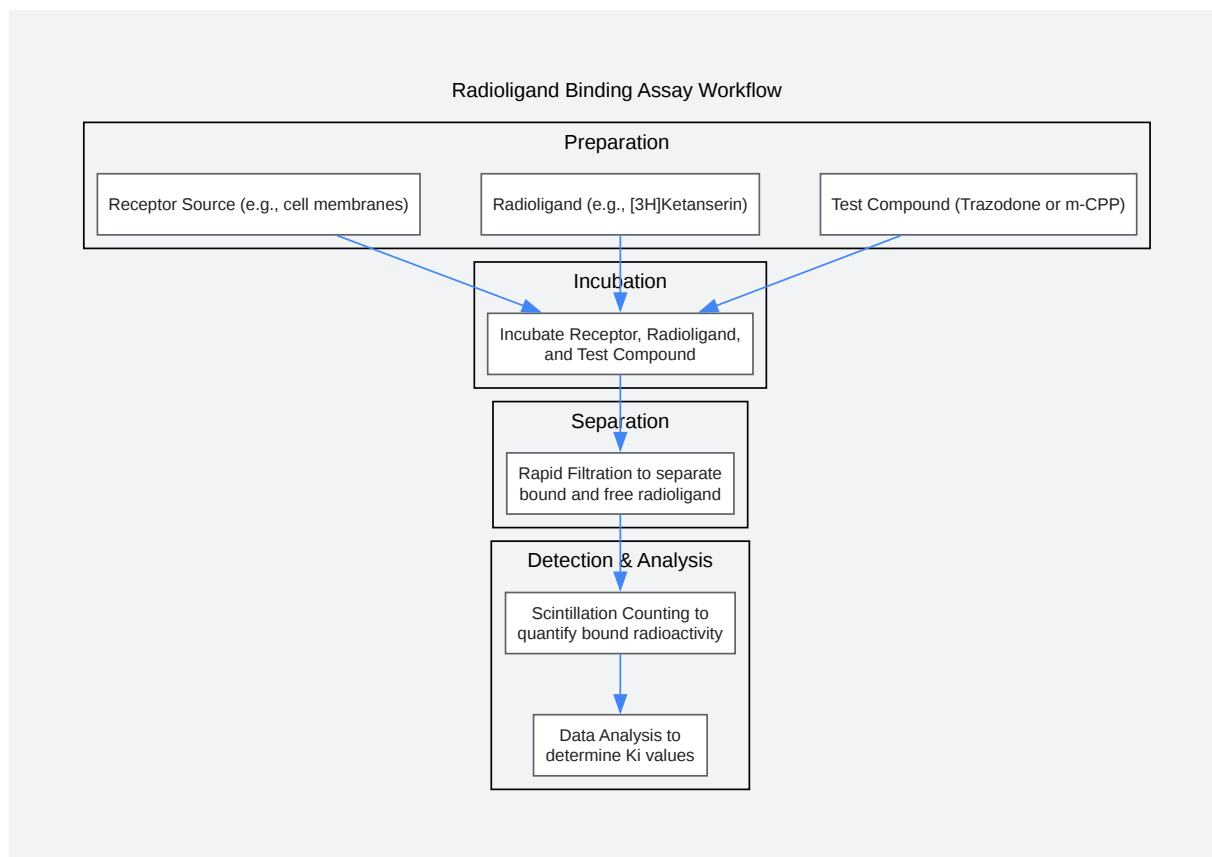 Radioligand Binding Assay Workflow
Preparation
Receptor Source (e.g., cell membranes)
Radioligand (e.g., [3H]Ketanserin)
Test Compound (Trazodone or m-CPP)
Incubation
Incubate Receptor, Radioligand,
and Test Compound
Separation
Rapid Filtration to separate
bound and free radioligand
Detection & Analysis
Scintillation Counting to
quantify bound radioactivity
Data Analysis to
determine Ki values